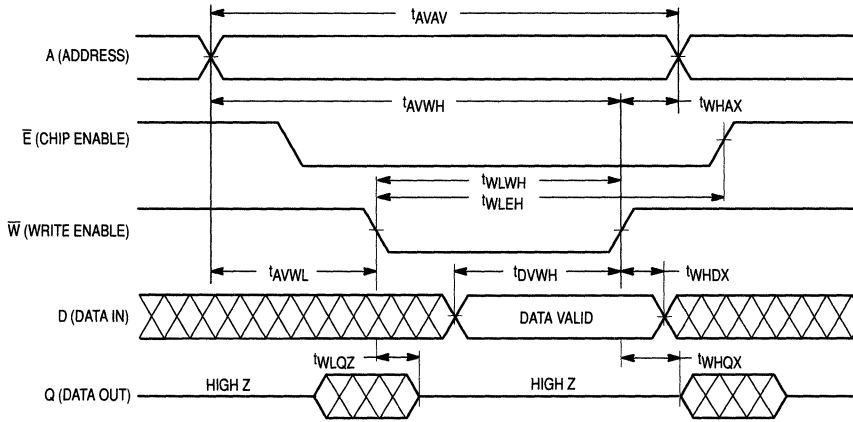 tAVAV
A (ADDRESS)
tAVWH
tWHAX
E̅ (CHIP ENABLE)
tWLWH
tWLEH
W̅ (WRITE ENABLE)
tAVWL
tDVWH
tWHDX
D (DATA IN)
DATA VALID
tWLQZ
tWHQX
Q (DATA OUT)
HIGH Z
HIGH Z